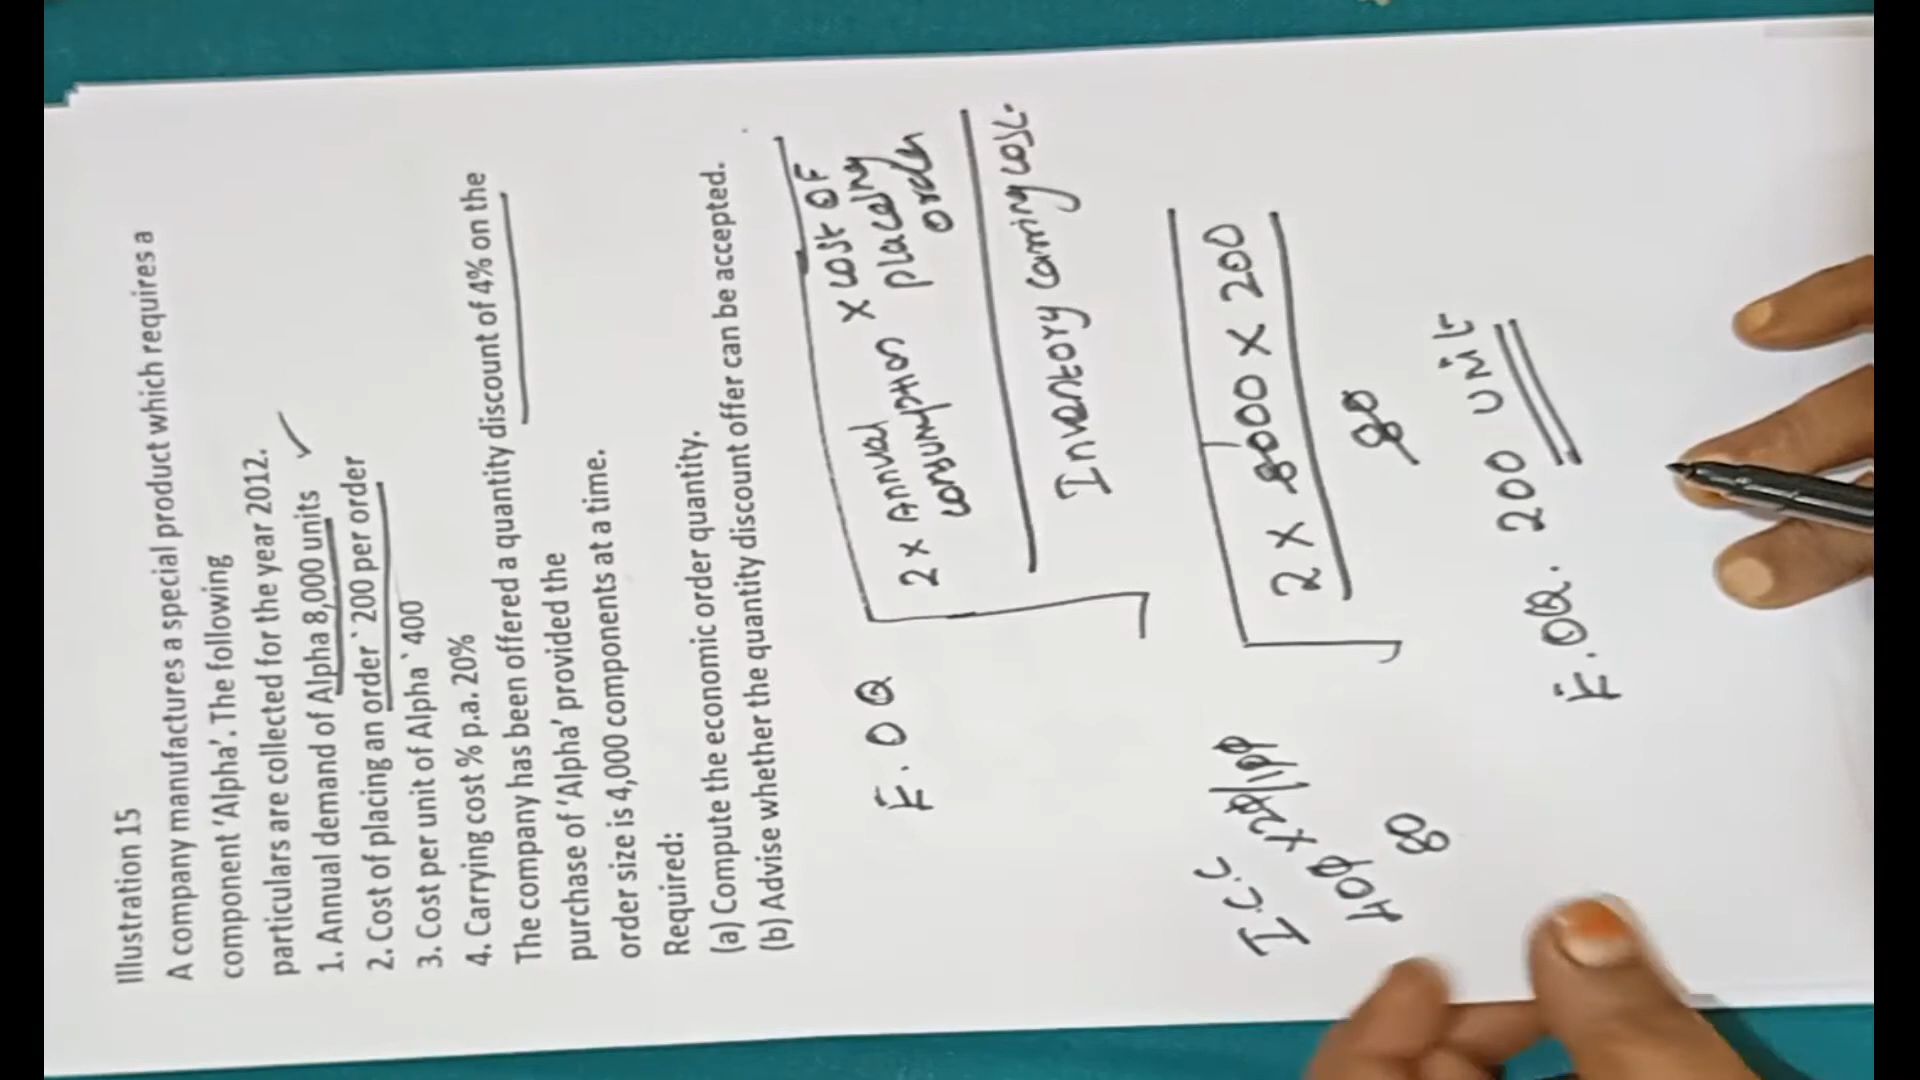 Illustration 15
A company manufactures a special product which requires a
component 'Alpha'. The following
particulars are collected for the year 2012.
1. Annual demand of Alpha 8,000 units
2. Cost of placing an order ` 200 per order
3. Cost per unit of Alpha ` 400
4. Carrying cost % p.a. 20%
The company has been offered a quantity discount of 4% on the
purchase of 'Alpha' provided the
order size is 4,000 components at a time.
Required:
(a) Compute the economic order quantity.
(b) Advise whether the quantity discount offer can be accepted.
E.OQ
2 x Annual consumption x cost OF placeing order
Inventory carring cost.
I.C.C
400 x 20/100
80
2 x 8000 x 200
80
E.OQ. 200 unit